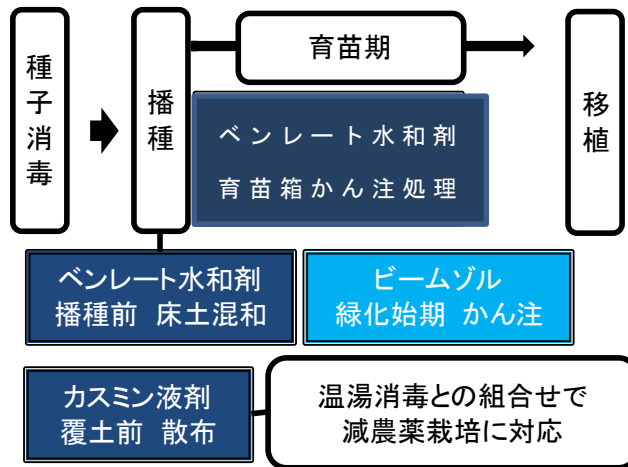 種子消毒
播種
育苗期
移植
ベンレート水和剤
育苗箱かん注処理
ベンレート水和剤
播種前 床土混和
ビームゾル
緑化始期 かん注
カスミン液剤
覆土前 散布
温湯消毒との組合せで
減農薬栽培に対応